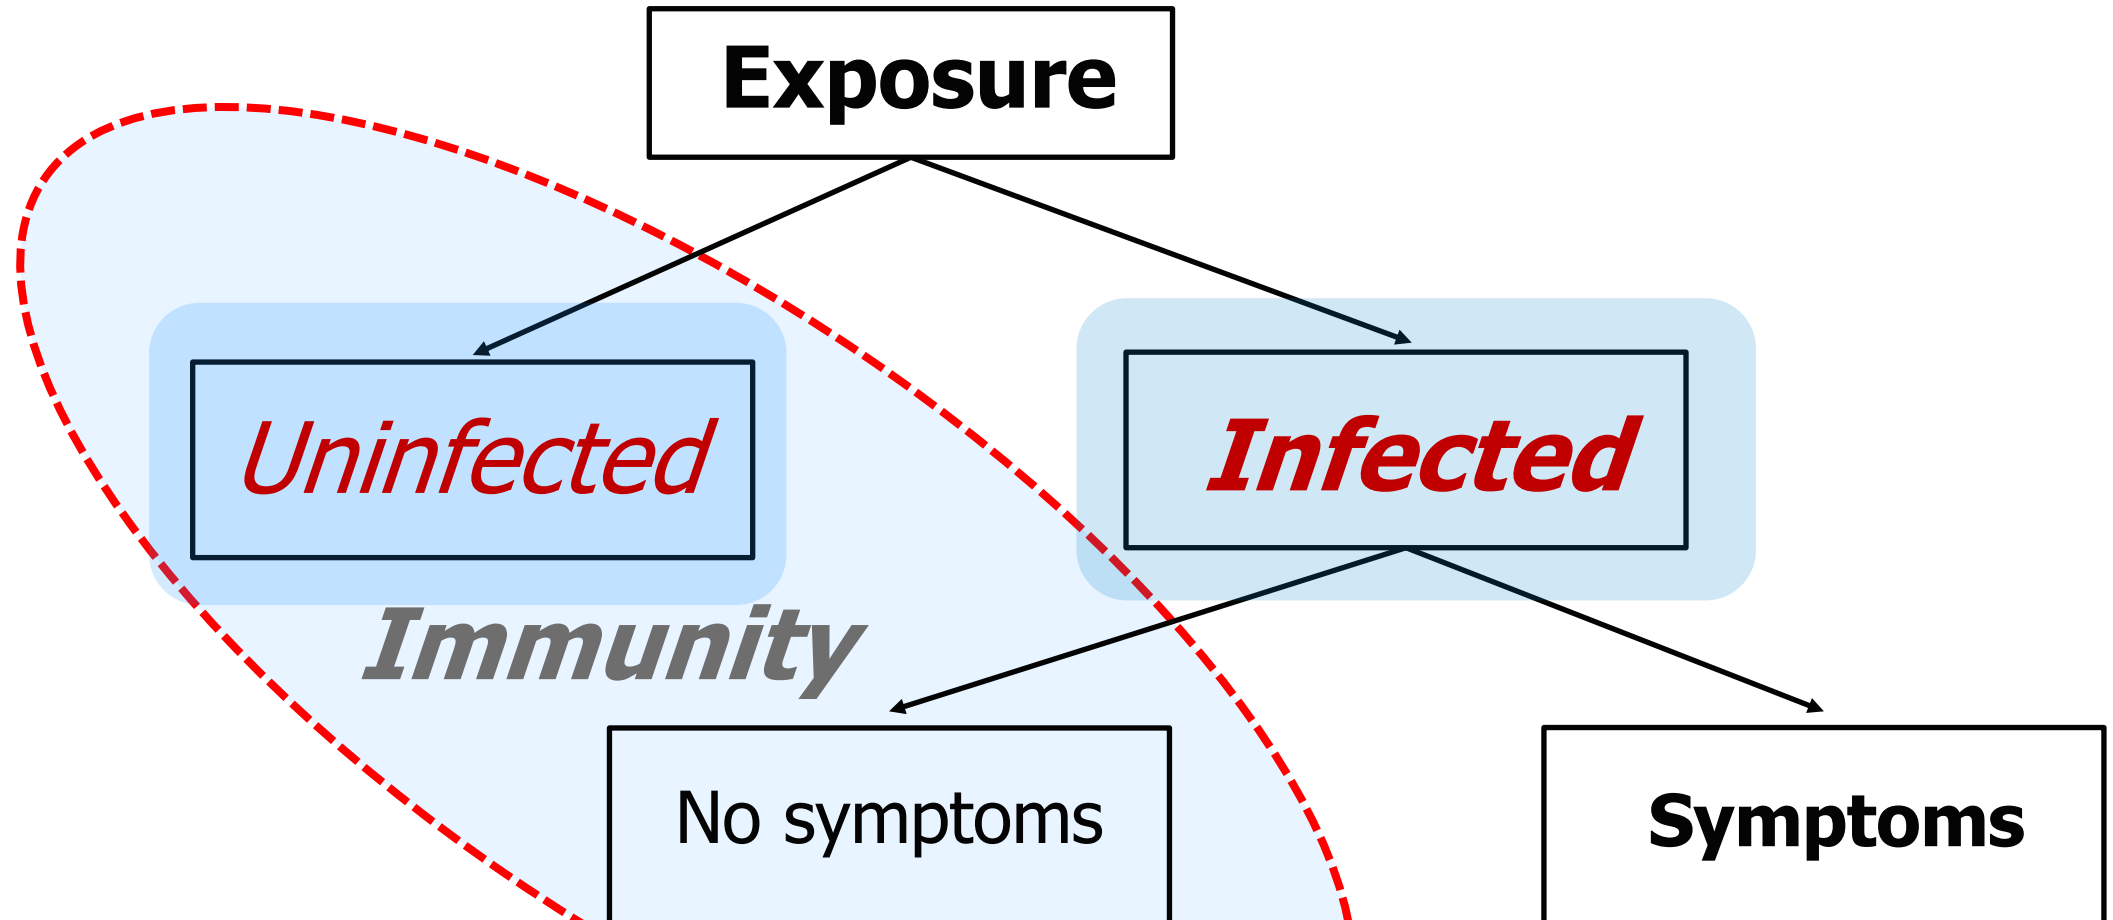 Exposure
Uninfected
Infected
Immunity
No symptoms
Symptoms